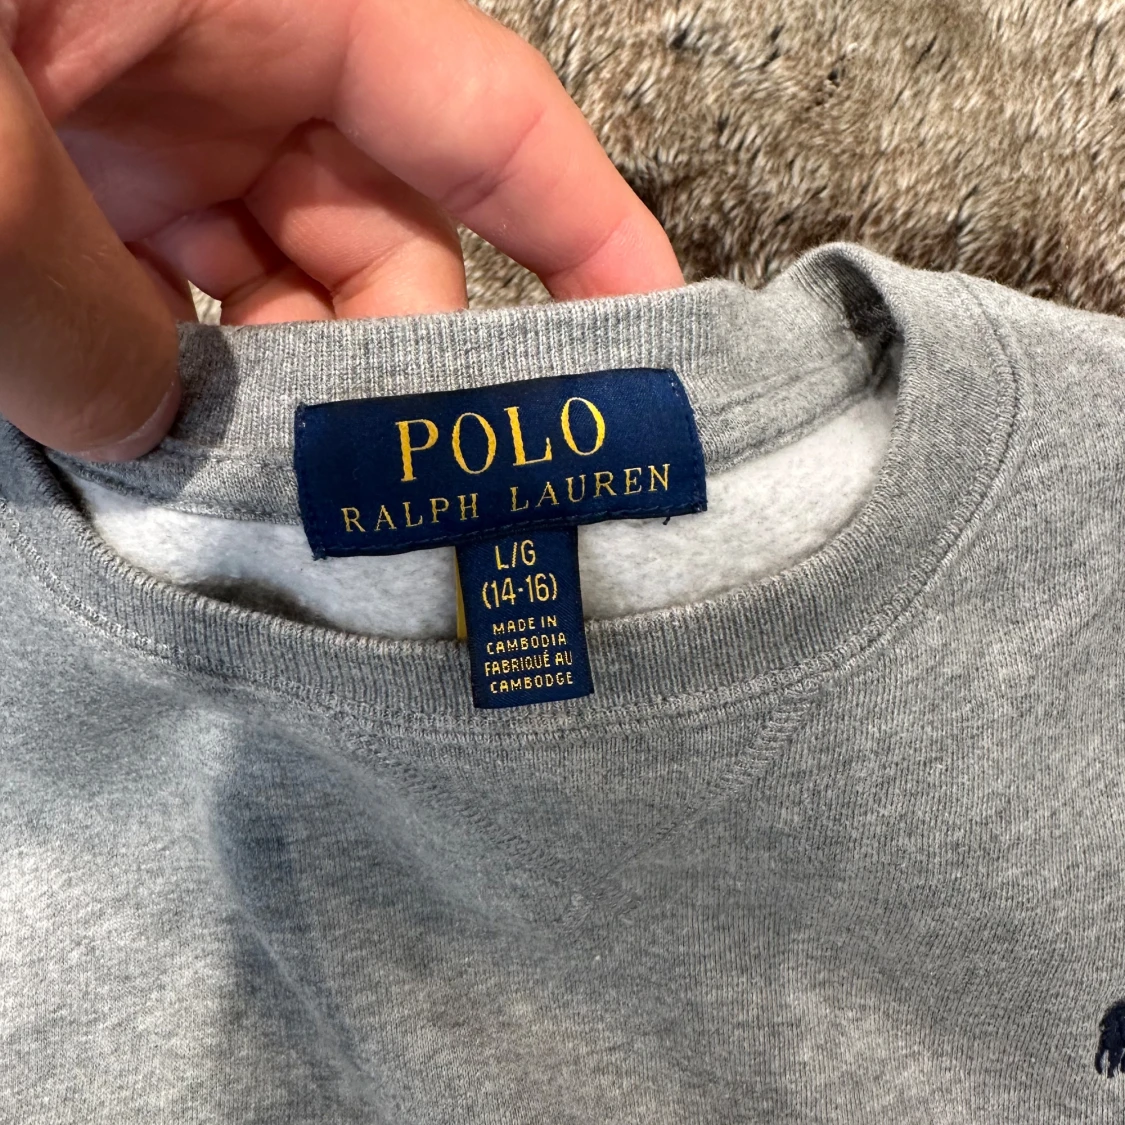 POLO
RALPH LAUREN
L/G
(14-16)
MADE IN
CAMBODIA
FABRIQUÉ AU
CAMBODGE